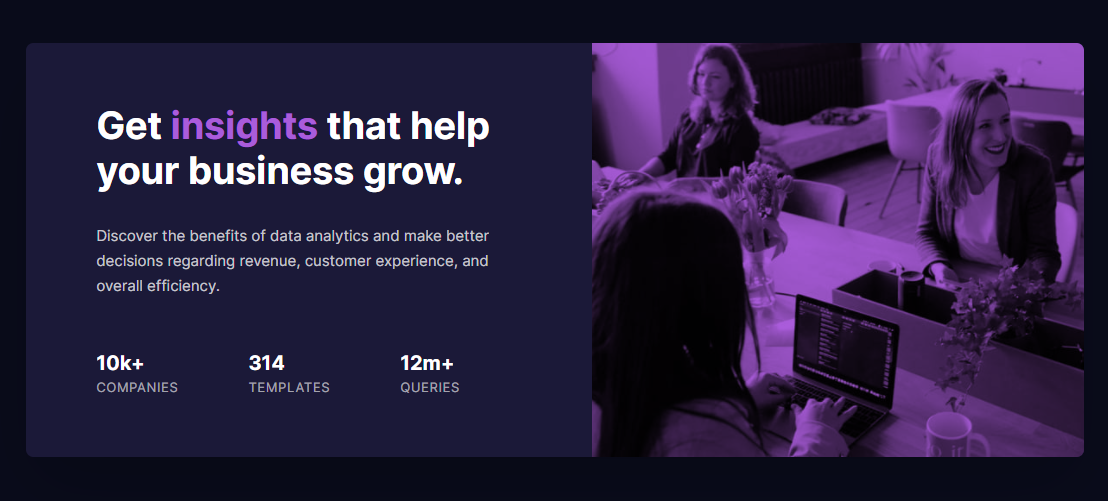 Get insights that help
your business grow.
Discover the benefits of data analytics and make better
decisions regarding revenue, customer experience, and
overall efficiency.
10k+ 314 12m+
COMPANIES TEMPLATES QUERIES